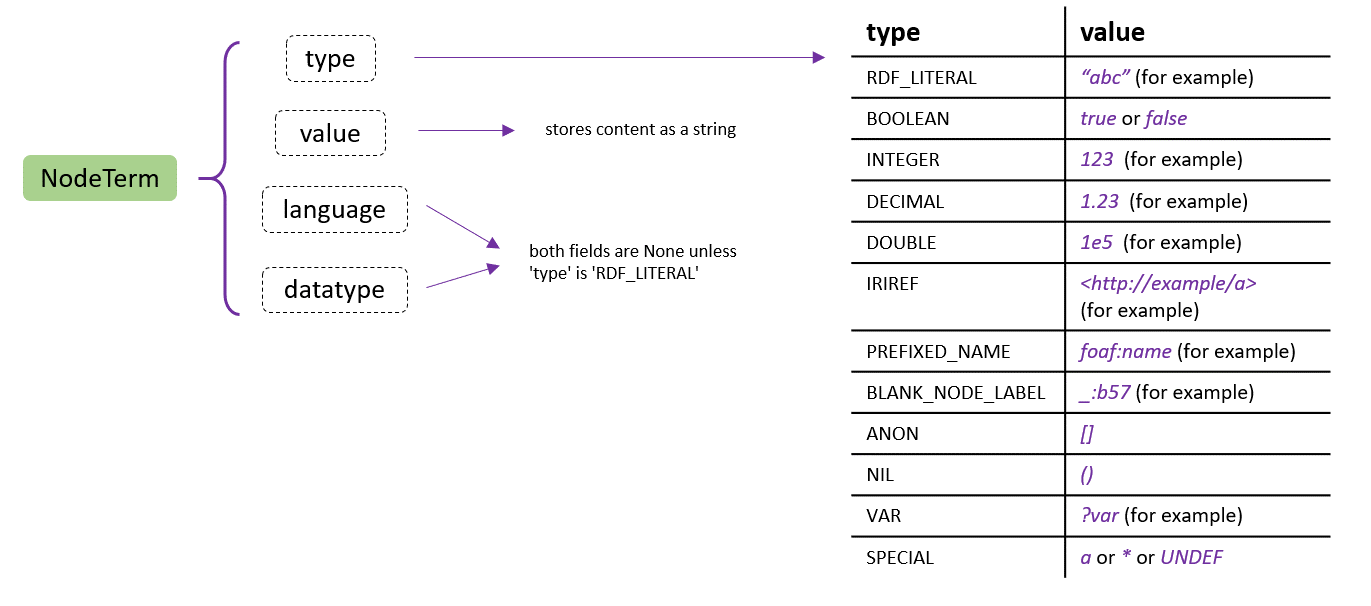 NodeTerm
type
value
language
datatype
stores content as a string
both fields are None unless
'type' is 'RDF_LITERAL'
type value
RDF_LITERAL “abc” (for example)
BOOLEAN true or false
INTEGER 123 (for example)
DECIMAL 1.23 (for example)
DOUBLE 1e5 (for example)
IRIREF <http://example/a>
(for example)
PREFIXED_NAME foaf:name (for example)
BLANK_NODE_LABEL _:b57 (for example)
ANON []
NIL ()
VAR ?var (for example)
SPECIAL a or * or UNDEF